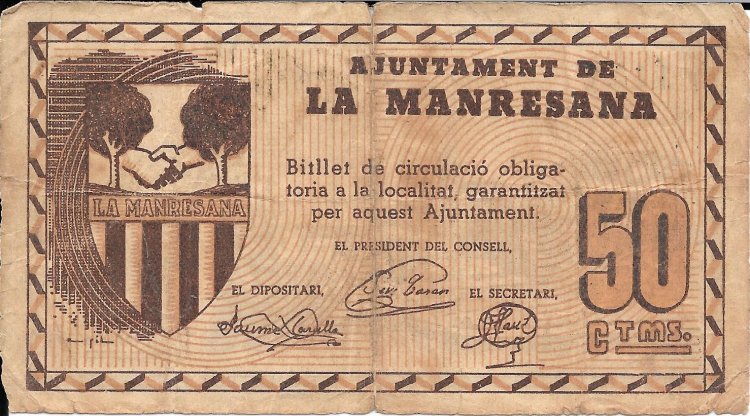 AJUNTAMENT DE
LA MANRESANA
LA MANRESANA
Bitllet de circulació obliga-
toria a la localitat, garantitzat
per aquest Ajuntament.
EL PRESIDENT DEL CONSELL,
EL DIPOSITARI,
EL SECRETARI,
50
CTMS.